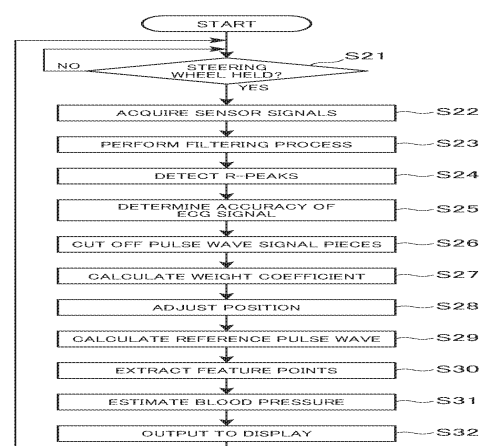 START
STEERING WHEEL HELD?
S21
NO
YES
ACQUIRE SENSOR SIGNALS
S22
PERFORM FILTERING PROCESS
S23
DETECT R-PEAKS
S24
DETERMINE ACCURACY OF ECG SIGNAL
S25
CUT OFF PULSE WAVE SIGNAL PIECES
S26
CALCULATE WEIGHT COEFFICIENT
S27
ADJUST POSITION
S28
CALCULATE REFERENCE PULSE WAVE
S29
EXTRACT FEATURE POINTS
S30
ESTIMATE BLOOD PRESSURE
S31
OUTPUT TO DISPLAY
S32